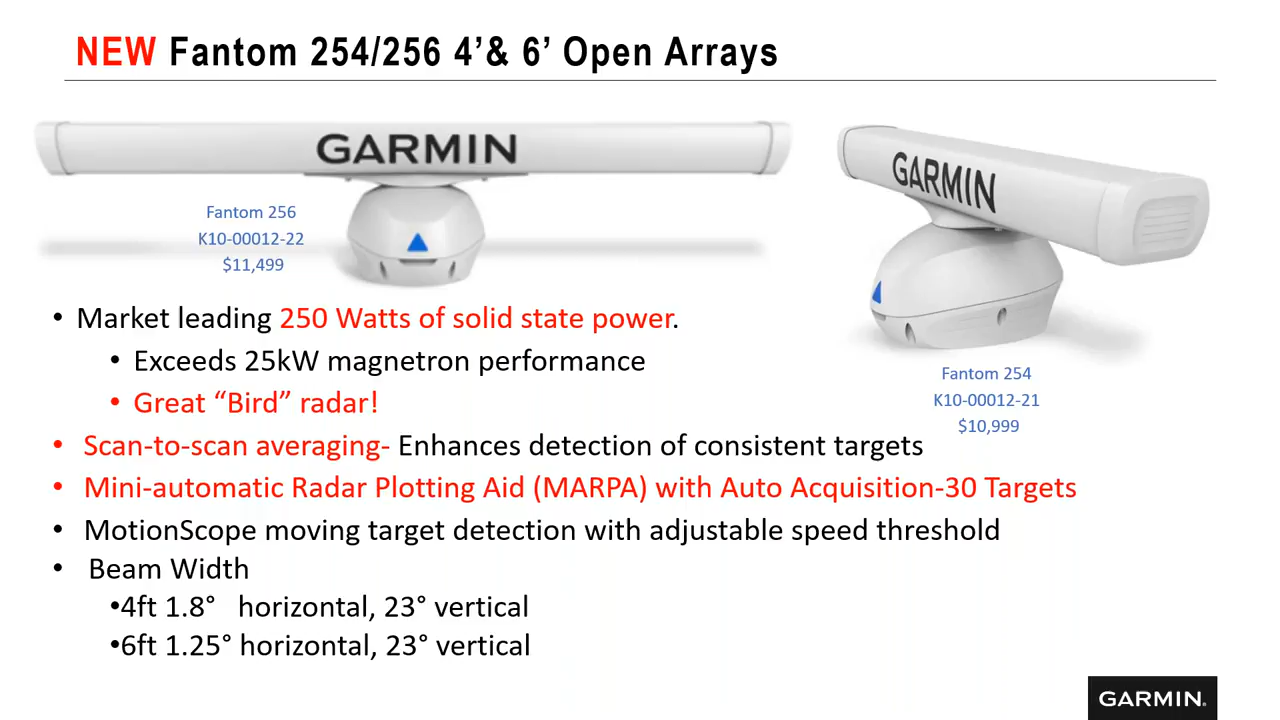 NEW Fantom 254/256 4’& 6’ Open Arrays
GARMIN
GARMIN
Fantom 256
K10-00012-22
$11,499
• Market leading 250 Watts of solid state power.
• Exceeds 25kW magnetron performance
• Great “Bird” radar!
Fantom 254
K10-00012-21
$10,999
• Scan-to-scan averaging- Enhances detection of consistent targets
• Mini-automatic Radar Plotting Aid (MARPA) with Auto Acquisition-30 Targets
• MotionScope moving target detection with adjustable speed threshold
• Beam Width
•4ft 1.8° horizontal, 23° vertical
•6ft 1.25° horizontal, 23° vertical
GARMIN.